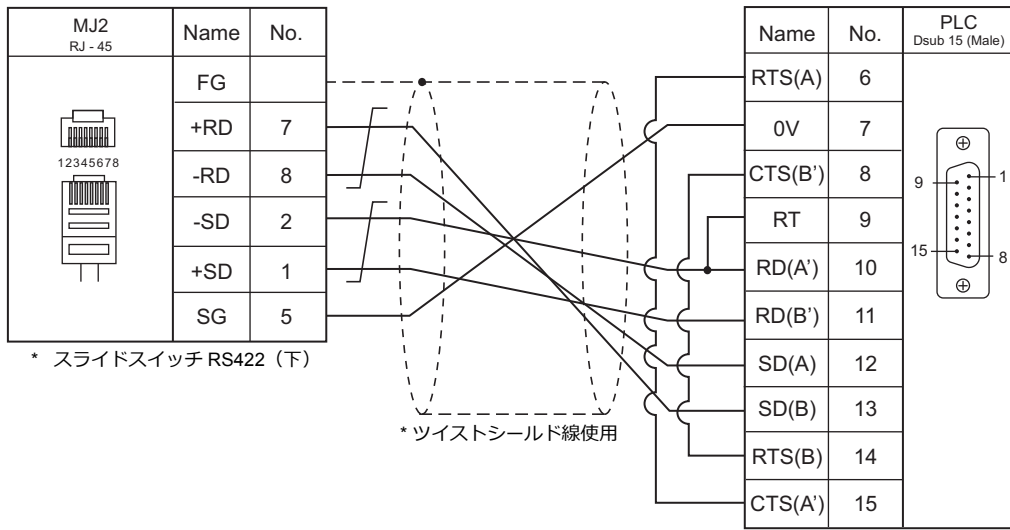 MJ2
RJ - 45
Name No.
FG
+RD 7
-RD 8
-SD 2
+SD 1
SG 5
12345678
* スライドスイッチ RS422（下）
* ツイストシールド線使用
Name No.
PLC
Dsub 15 (Male)
RTS(A) 6
0V 7
CTS(B') 8
RT 9
RD(A') 10
RD(B') 11
SD(A) 12
SD(B) 13
RTS(B) 14
CTS(A') 15
9 1
15 8